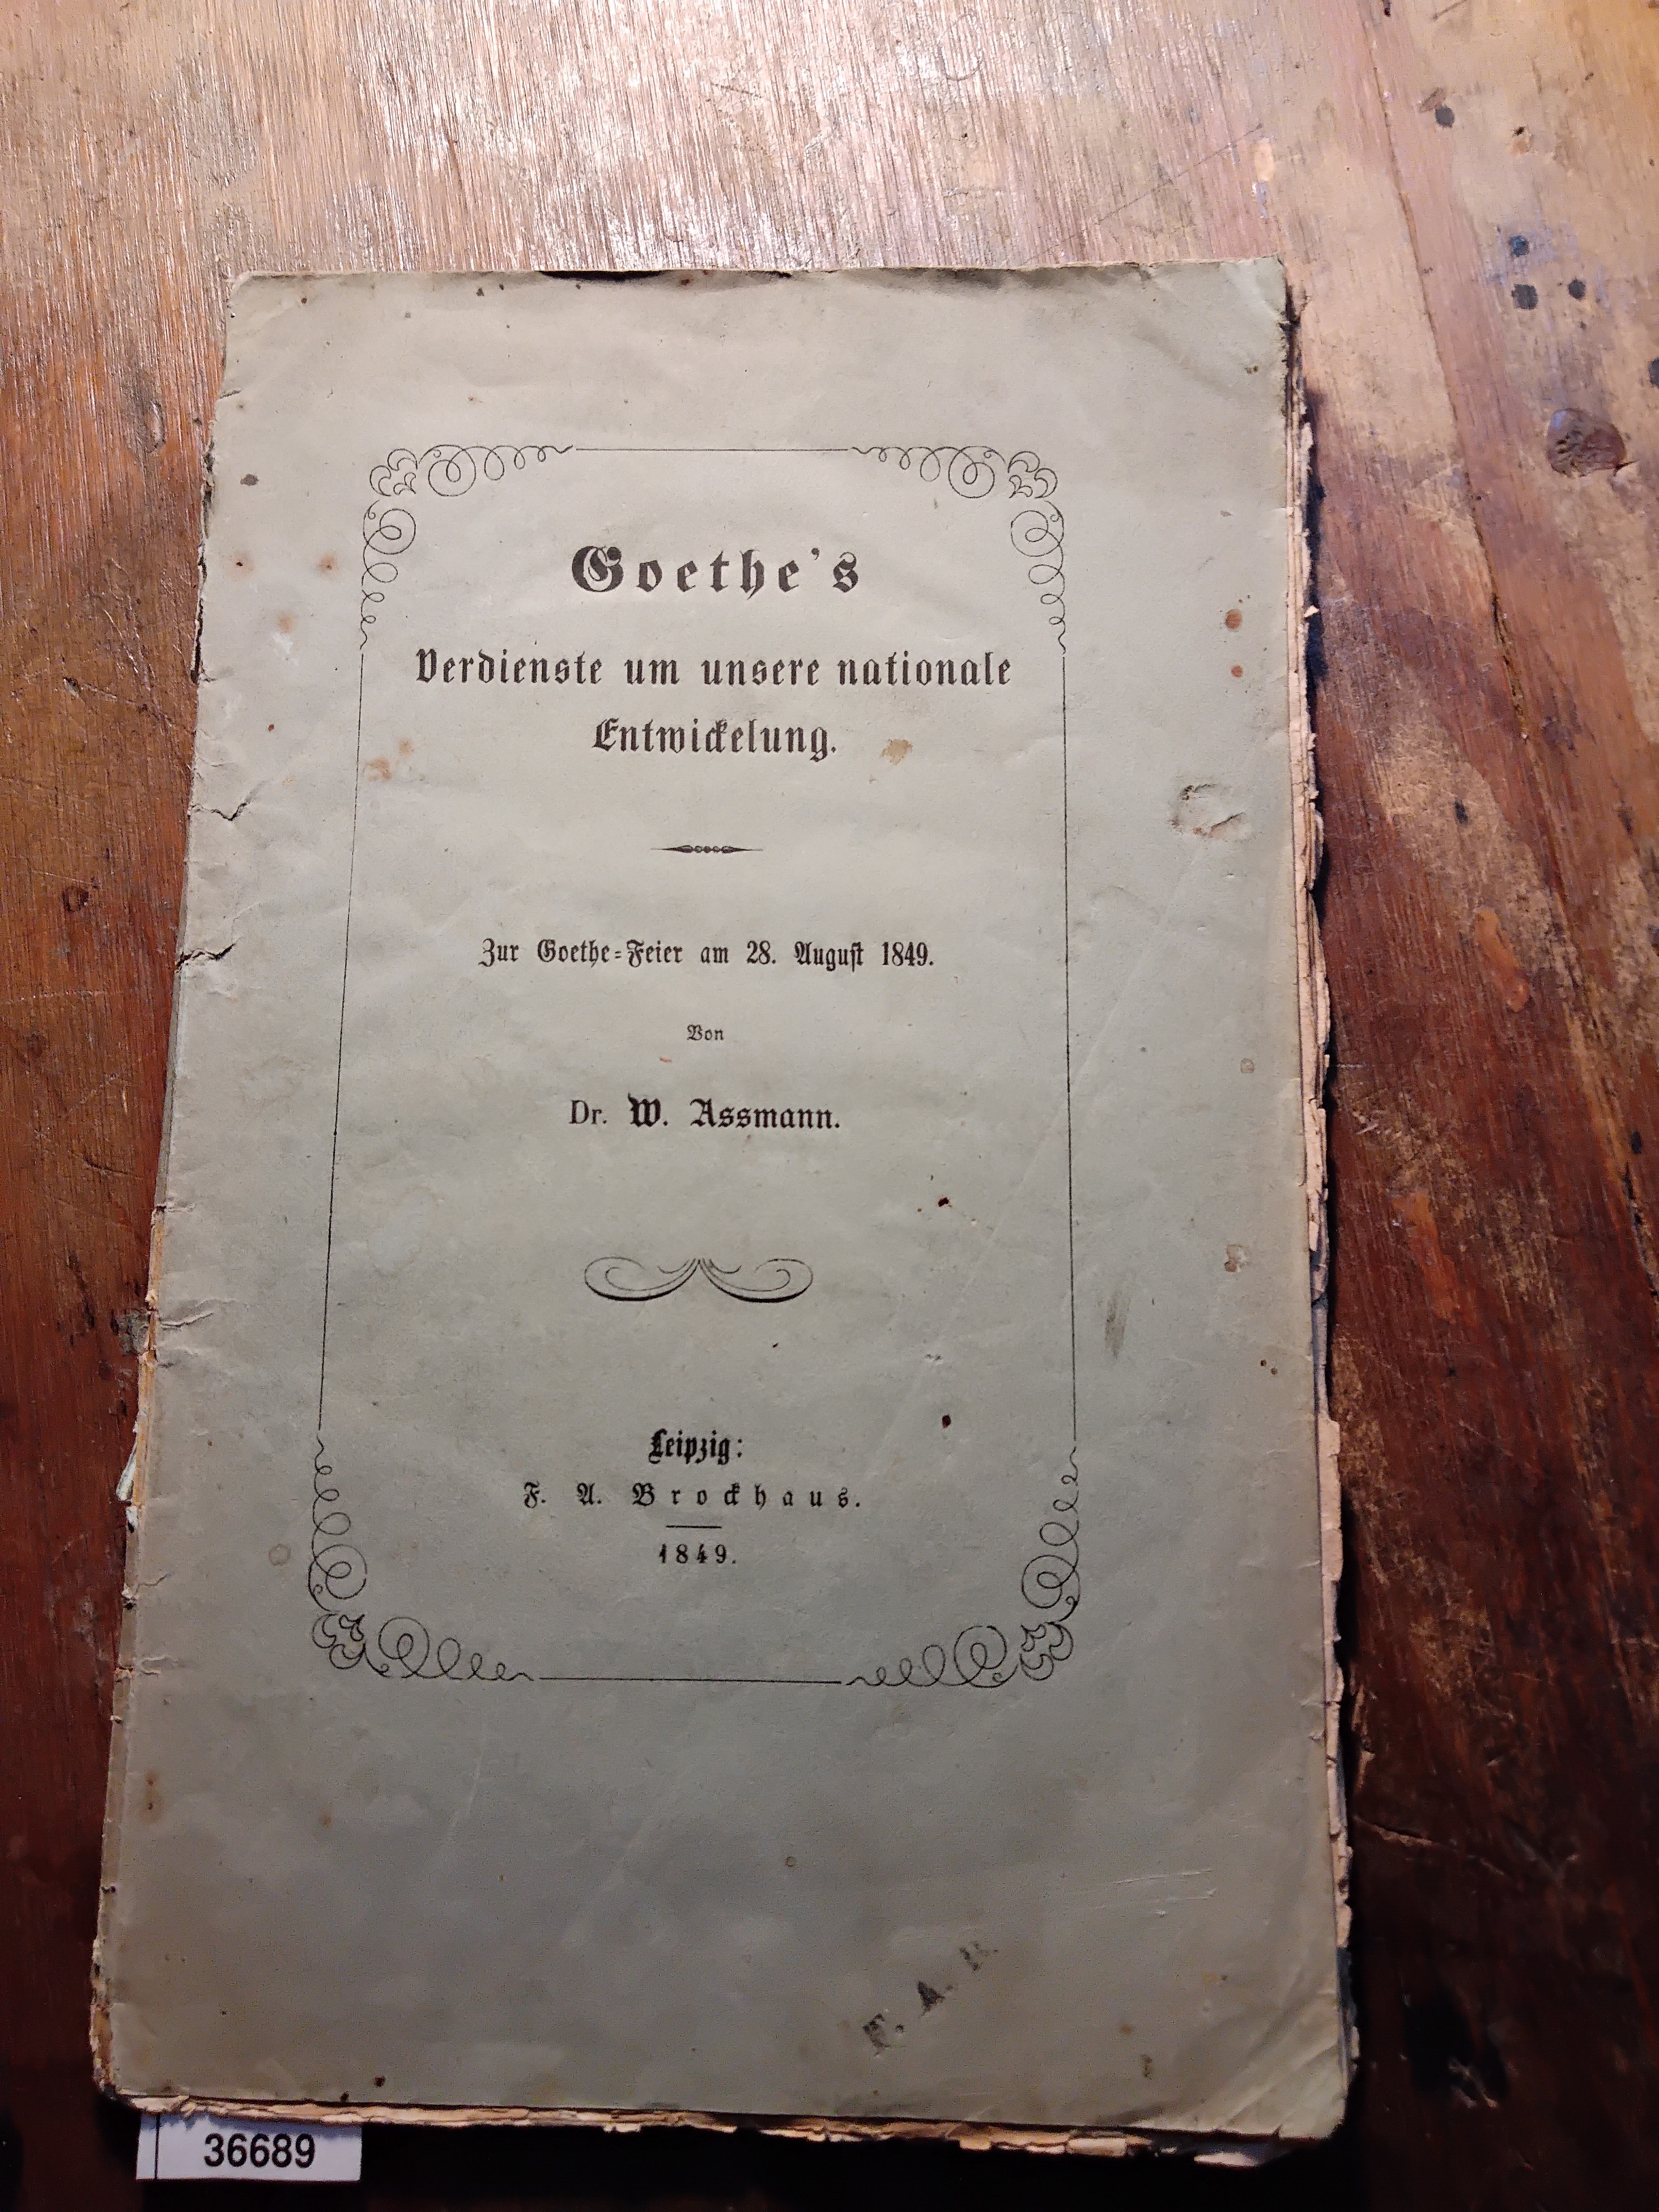 Goethe's
Verdienste um unsere nationale
Entwickelung.
Zur Goethe-Feier am 28. August 1849.
Von
Dr. W. Assmann.
Leipzig:
F. A. Brockhaus.
1849.
F. A.
36689